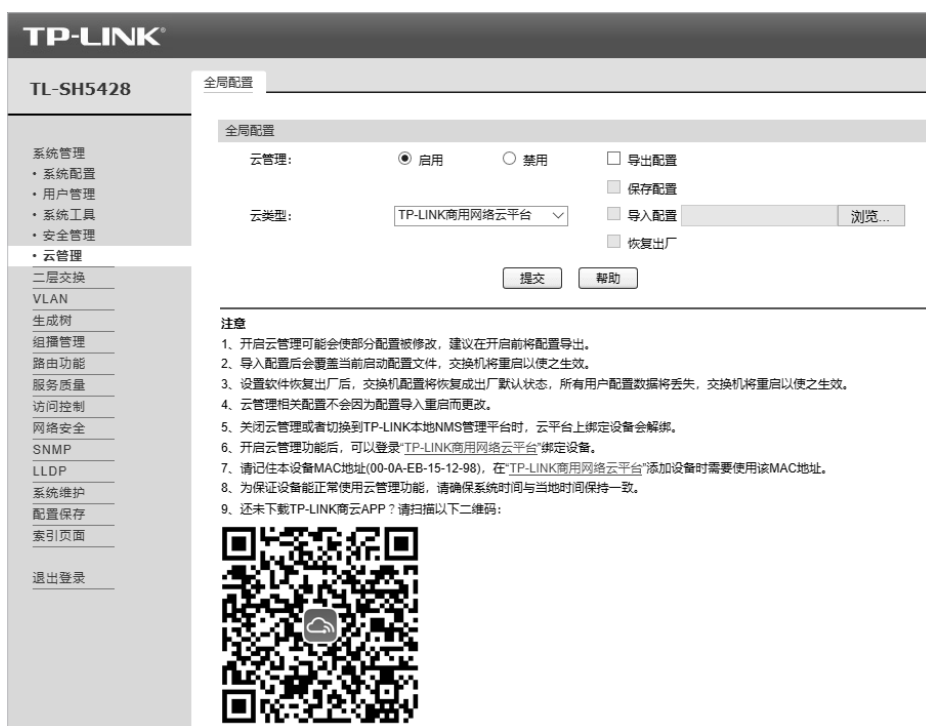 TP-LINK®
TL-SH5428
全局配置
系统管理
• 系统配置
• 用户管理
• 系统工具
• 安全管理
• 云管理
二层交换
VLAN
生成树
组播管理
路由功能
服务质量
访问控制
网络安全
SNMP
LLDP
系统维护
配置保存
索引页面
退出登录
全局配置
云管理: 启用 禁用 导出配置
保存配置
云类型: TP-LINK商用网络云平台 导入配置 浏览...
恢复出厂
提交 帮助
注意
1、开启云管理可能会使部分配置被修改，建议在开启前将配置导出。
2、导入配置后会覆盖当前启动配置文件，交换机将重启以使之生效。
3、设置软件恢复出厂后，交换机配置将恢复成出厂默认状态，所有用户配置数据将丢失，交换机将重启以使之生效。
4、云管理相关配置不会因为配置导入重启而更改。
5、关闭云管理或者切换到TP-LINK本地NMS管理平台时，云平台上绑定设备会解绑。
6、开启云管理功能后，可以登录“TP-LINK商用网络云平台”绑定设备。
7、请记住本设备MAC地址(00-0A-EB-15-12-98)，在“TP-LINK商用网络云平台”添加设备时需要使用该MAC地址。
8、为保证设备能正常使用云管理功能，请确保系统时间与当地时间保持一致。
9、还未下载TP-LINK商云APP？请扫描以下二维码：